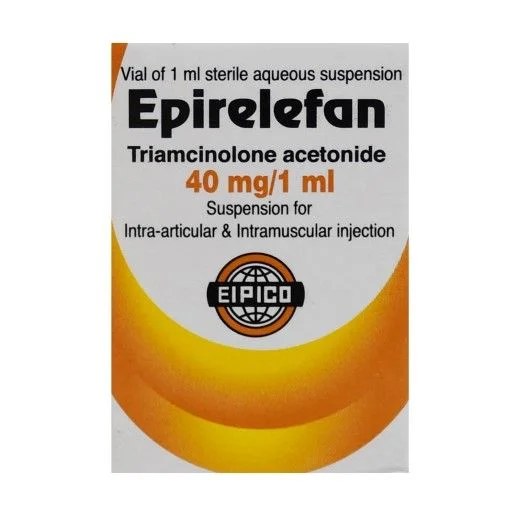 Vial of 1 ml sterile aqueous suspension
Epirelefan
Triamcinolone acetonide
40 mg/1 ml
Suspension for
Intra-articular & Intramuscular injection
EIPICO